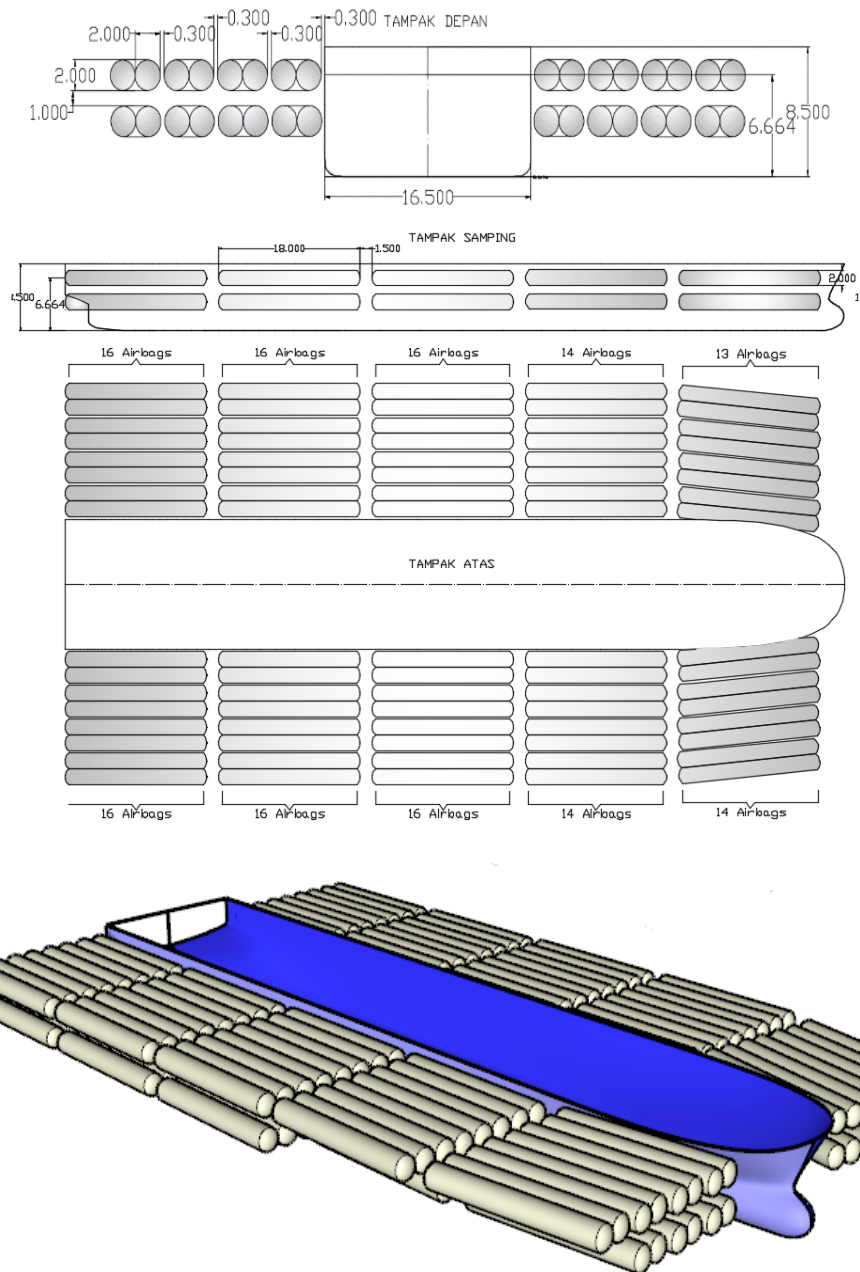 0.300 0.300 TAMPAK DEPAN
2.000 0.300 0.300
2.000
1.000
8.500
6.664
16.500
TAMPAK SAMPING
18.000 1.500
2.000
6.664
16 Airbags 16 Airbags 16 Airbags 14 Airbags 13 Airbags
TAMPAK ATAS
16 Airbags 16 Airbags 16 Airbags 14 Airbags 14 Airbags